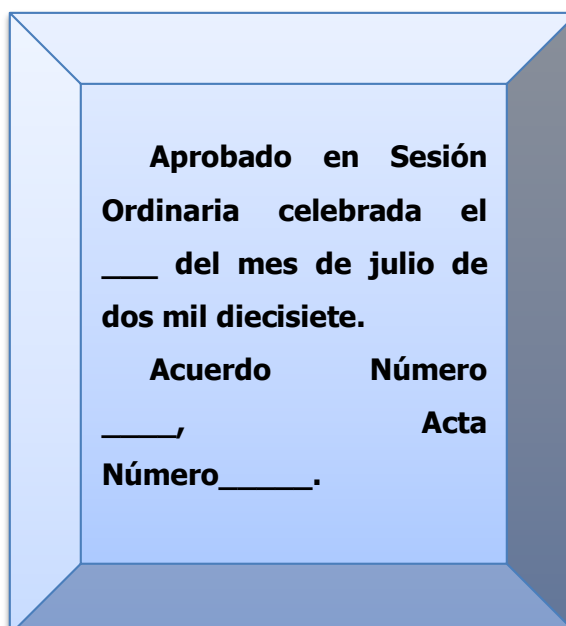 Aprobado en Sesión
Ordinaria celebrada el
___ del mes de julio de
dos mil diecisiete.
Acuerdo Número
____, Acta
Número_____.